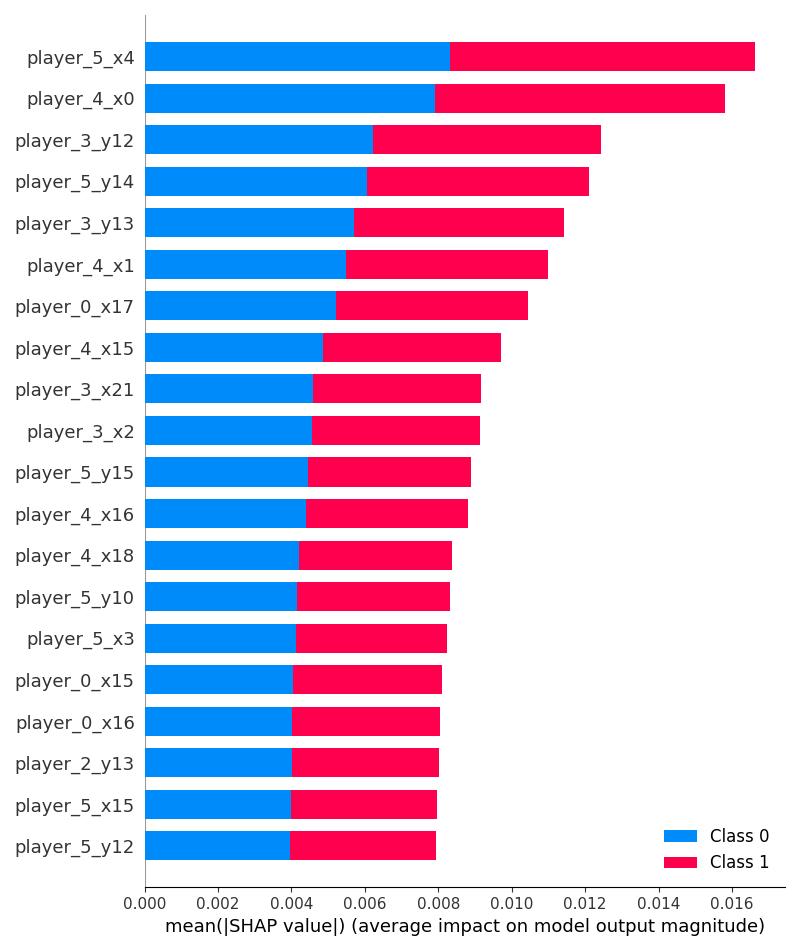 player_5_x4
player_4_x0
player_3_y12
player_5_y14
player_3_y13
player_4_x1
player_0_x17
player_4_x15
player_3_x21
player_3_x2
player_5_y15
player_4_x16
player_4_x18
player_5_y10
player_5_x3
player_0_x15
player_0_x16
player_2_y13
player_5_x15
player_5_y12
Class 0
Class 1
0.000 0.002 0.004 0.006 0.008 0.010 0.012 0.014 0.016
mean(|SHAP value|) (average impact on model output magnitude)